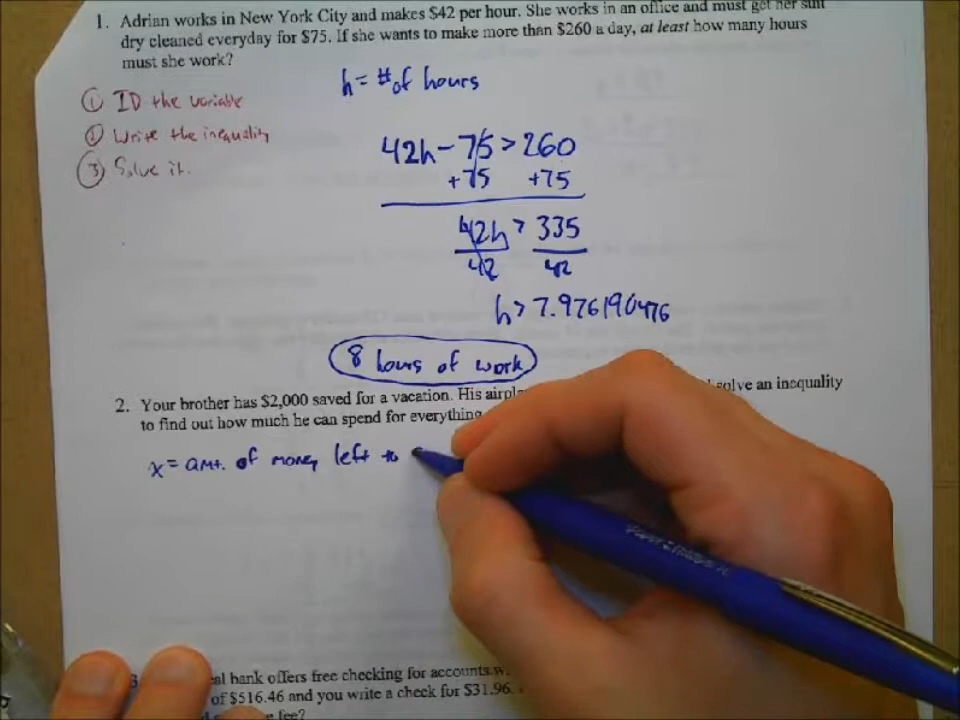 1. Adrian works in New York City and makes $42 per hour. She works in an office and must get her suit
dry cleaned everyday for $75. If she wants to make more than $260 a day, at least how many hours
must she work?
h = # of hours
① ID the variable
② Write the inequality
③ Solve it.
42h - 75 > 260
+75 +75
42h > 335
42 42
h > 7.976190476
8 hours of work
2. Your brother has $2,000 saved for a vacation. His solve an inequality
to find out how much he can spend for everything
x = amt. of money left to
bank offers free checking for accounts
of $516.46 and you write a check for $31.96.
fee?